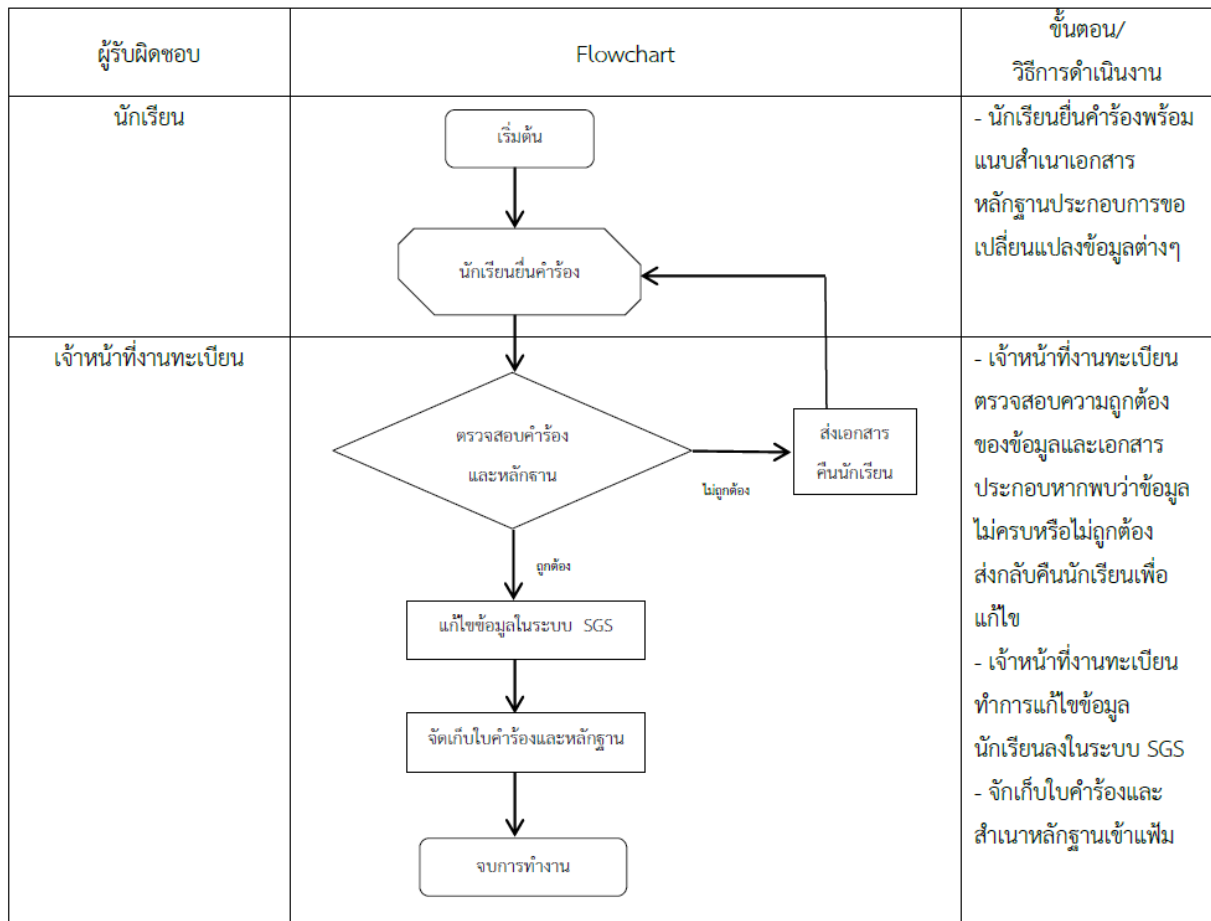 ผู้รับผิดชอบ
Flowchart
ขั้นตอน/
วิธีการดำเนินงาน
นักเรียน
เริ่มต้น
นักเรียนยื่นคำร้อง
- นักเรียนยื่นคำร้องพร้อม
แนบสำเนาเอกสาร
หลักฐานประกอบการขอ
เปลี่ยนแปลงข้อมูลต่างๆ
เจ้าหน้าที่งานทะเบียน
ตรวจสอบคำร้อง
และหลักฐาน
ไม่ถูกต้อง
ส่งเอกสาร
คืนนักเรียน
ถูกต้อง
แก้ไขข้อมูลในระบบ SGS
จัดเก็บใบคำร้องและหลักฐาน
จบการทำงาน
- เจ้าหน้าที่งานทะเบียน
ตรวจสอบความถูกต้อง
ของข้อมูลและเอกสาร
ประกอบหากพบว่าข้อมูล
ไม่ครบหรือไม่ถูกต้อง
ส่งกลับคืนนักเรียนเพื่อ
แก้ไข
- เจ้าหน้าที่งานทะเบียน
ทำการแก้ไขข้อมูล
นักเรียนลงในระบบ SGS
- จักเก็บใบคำร้องและ
สำเนาหลักฐานเข้าแฟ้ม